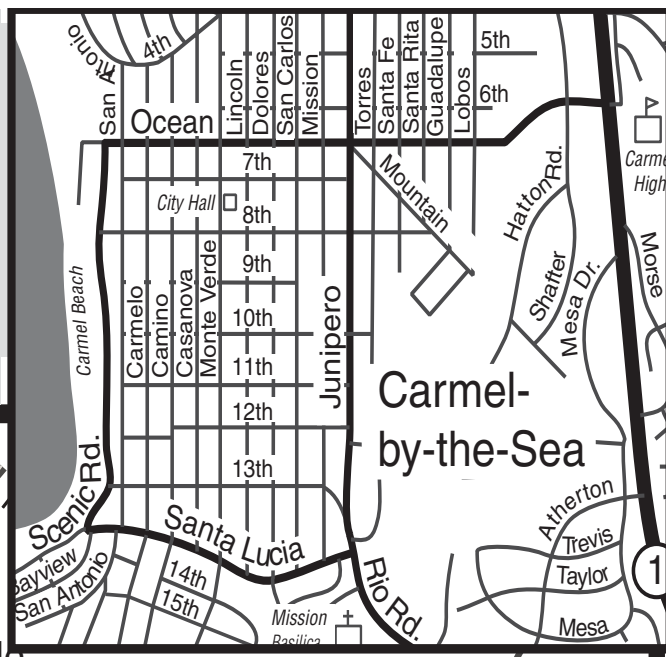 San Antonio
4th
Lincoln
Dolores
San Carlos
Mission
Torres
Santa Fe
Santa Rita
Guadalupe
Lobos
5th
6th
Ocean
7th
City Hall
8th
Mountain
Hatton Rd.
Shafter
Mesa Dr.
Morse
Carme
High
Carmel Beach
Carmelo
Camino
Casanova
Monte Verde
9th
10th
11th
12th
13th
Junipero
Carmel-
by-the-Sea
Scenic Rd.
Santa Lucia
Rio Rd.
Bayview
San Antonio
14th
15th
Mission
Basilica
Atherton
Trevis
Taylor
Mesa
1